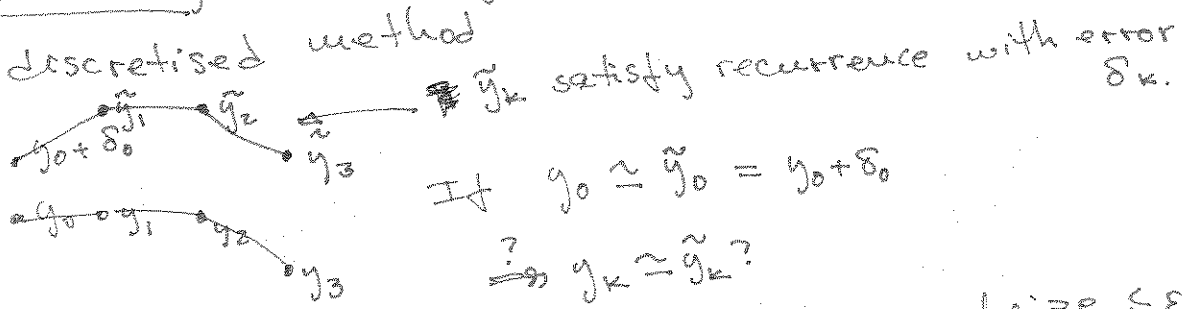 discretised method
ỹₖ satisfy recurrence with error
δₖ.
ỹ₁ ỹ₂
y₀ + δ₀
ỹ₃
If y₀ ≃ ỹ₀ = y₀ + δ₀
y₀ y₁ y₂
y₃
?⟹ yₖ ≃ ỹₖ?